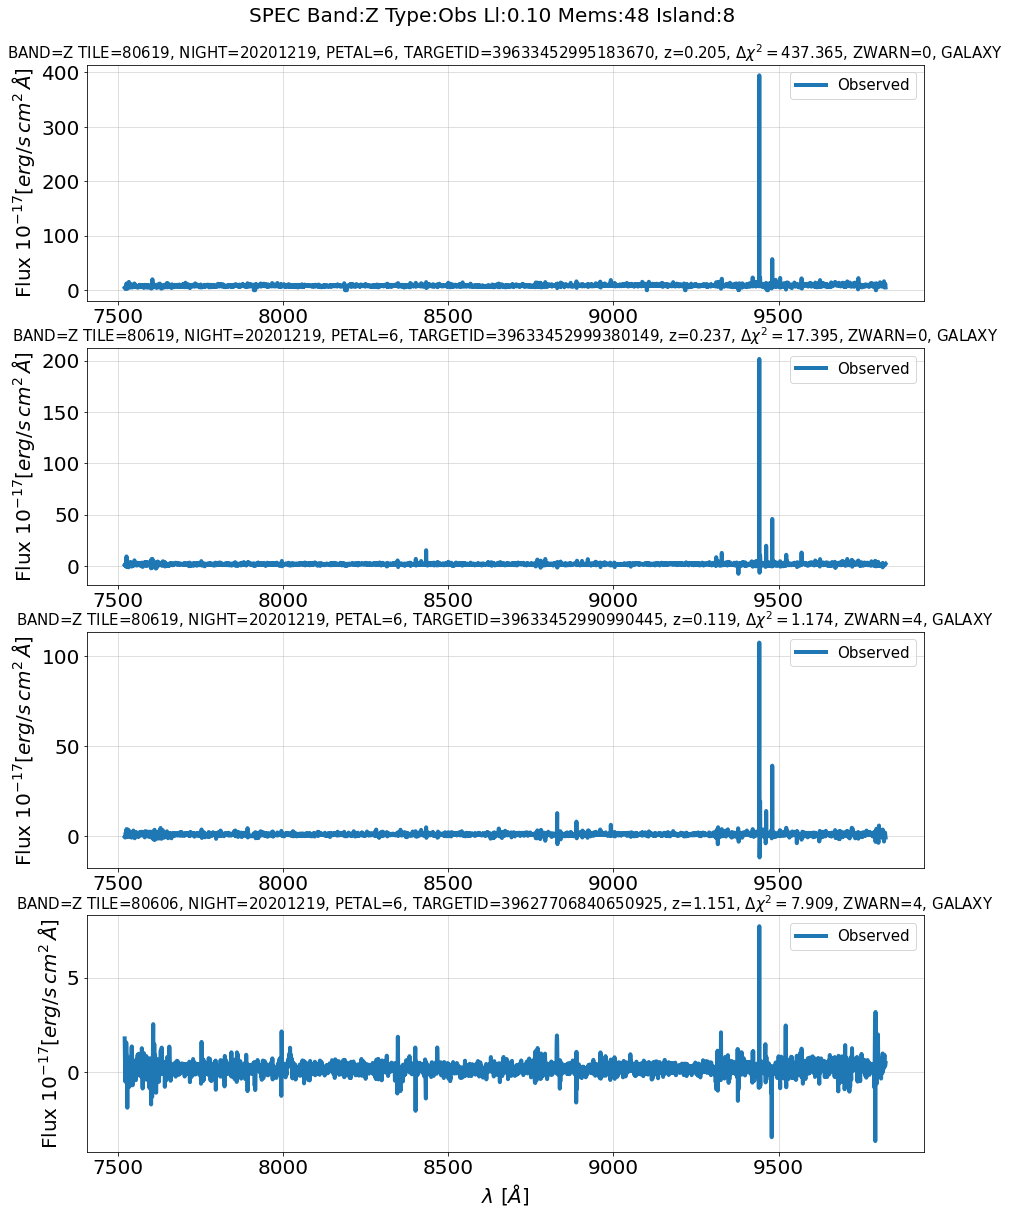 SPEC Band:Z Type:Obs Ll:0.10 Mems:48 Island:8
BAND=Z TILE=80619, NIGHT=20201219, PETAL=6, TARGETID=39633452995183670, z=0.205, Δχ² = 437.365, ZWARN=0, GALAXY
Flux 10⁻¹⁷[erg/s cm² Å]
400
300
200
100
0
Observed
7500 8000 8500 9000 9500
BAND=Z TILE=80619, NIGHT=20201219, PETAL=6, TARGETID=39633452999380149, z=0.237, Δχ² = 17.395, ZWARN=0, GALAXY
Flux 10⁻¹⁷[erg/s cm² Å]
200
150
100
50
0
Observed
7500 8000 8500 9000 9500
BAND=Z TILE=80619, NIGHT=20201219, PETAL=6, TARGETID=39633452990990445, z=0.119, Δχ² = 1.174, ZWARN=4, GALAXY
Flux 10⁻¹⁷[erg/s cm² Å]
100
50
0
Observed
7500 8000 8500 9000 9500
BAND=Z TILE=80606, NIGHT=20201219, PETAL=6, TARGETID=39627706840650925, z=1.151, Δχ² = 7.909, ZWARN=4, GALAXY
Flux 10⁻¹⁷[erg/s cm² Å]
5
0
Observed
7500 8000 8500 9000 9500
λ [Å]